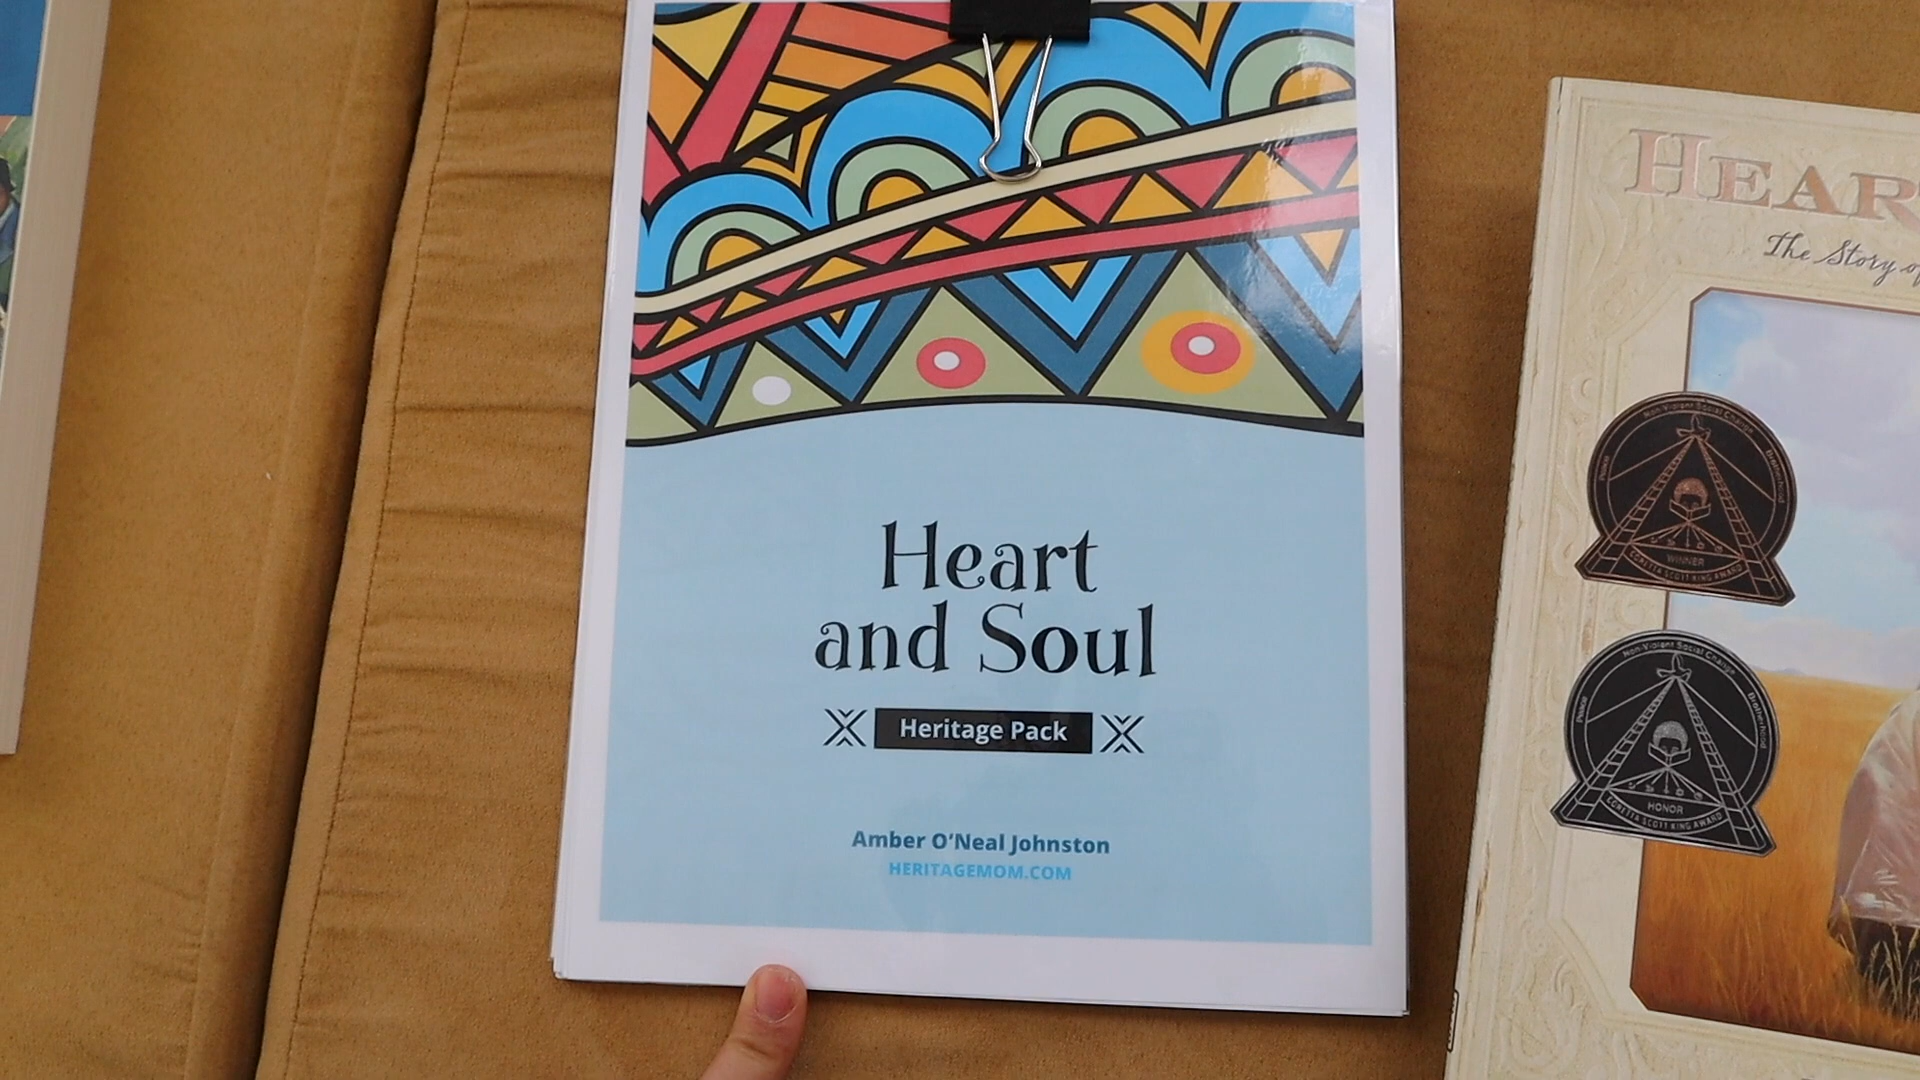 Heart
and Soul
Heritage Pack
Amber O'Neal Johnston
HERITAGEMOM.COM
HEAR
The Story of
Non-Violent Social Change
Peace
Brotherhood
WINNER
CORETTA SCOTT KING AWARD
Non-Violent Social Change
Peace
Brotherhood
HONOR
CORETTA SCOTT KING AWARD